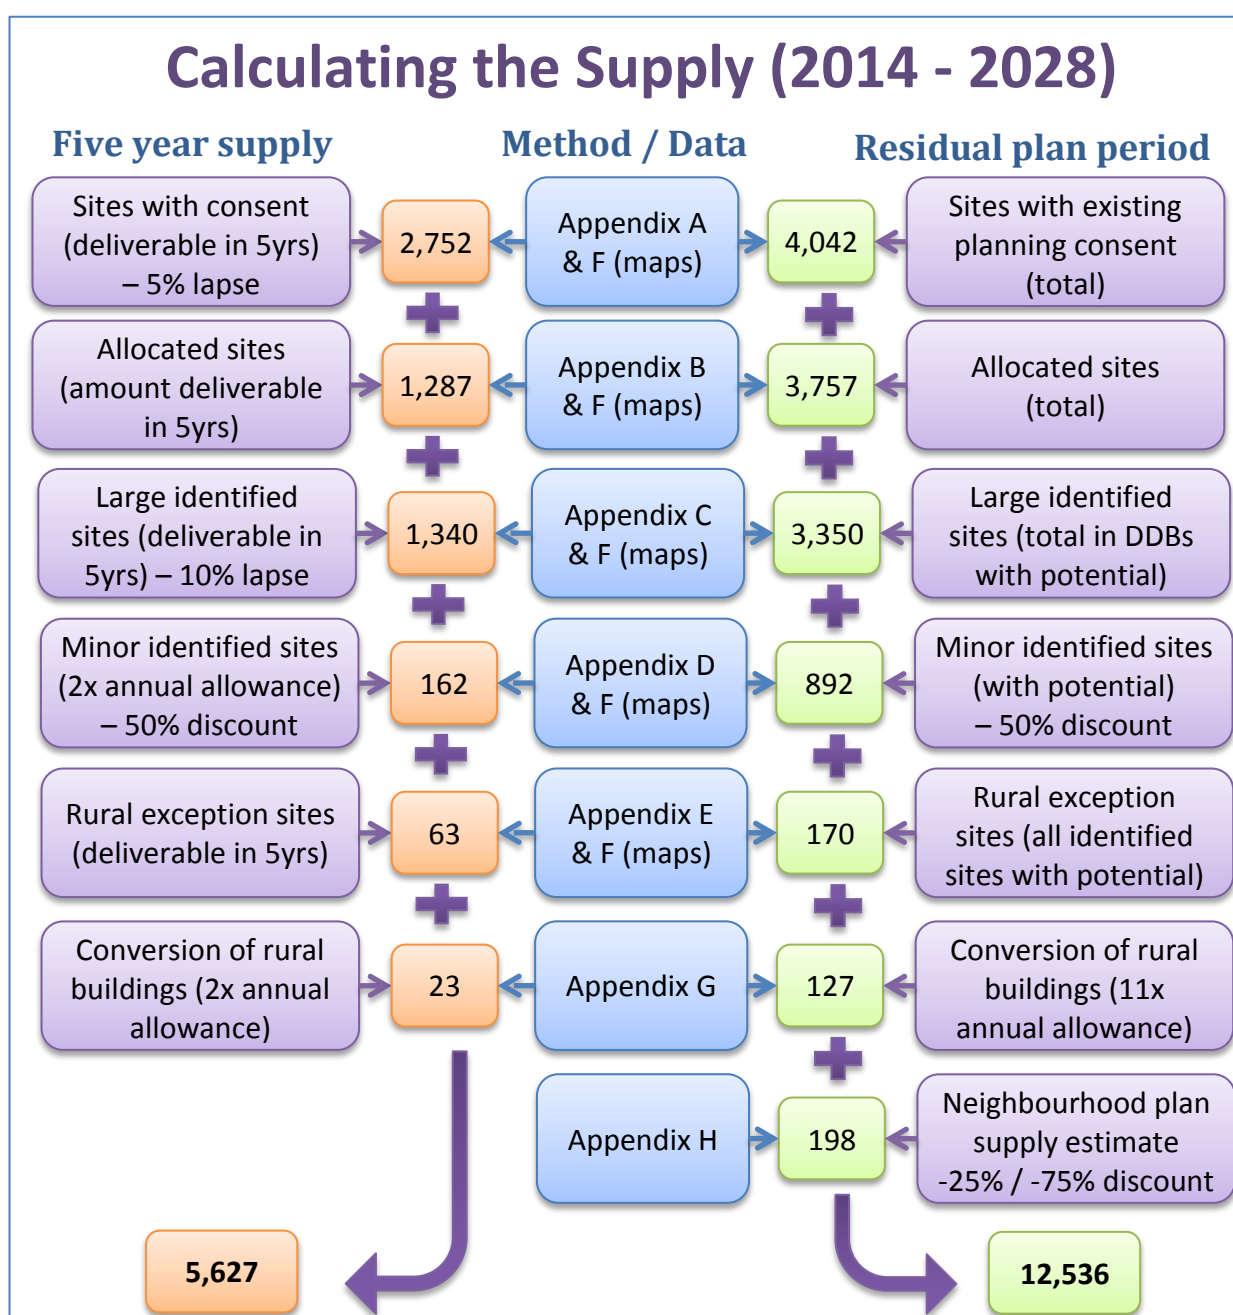 Calculating the Supply (2014 - 2028)
Five year supply
Method / Data
Residual plan period
Sites with consent
(deliverable in 5yrs)
– 5% lapse
2,752
Appendix A
& F (maps)
4,042
Sites with existing
planning consent
(total)
Allocated sites
(amount deliverable
in 5yrs)
1,287
Appendix B
& F (maps)
3,757
Allocated sites
(total)
Large identified
sites (deliverable in
5yrs) – 10% lapse
1,340
Appendix C
& F (maps)
3,350
Large identified
sites (total in DDBs
with potential)
Minor identified sites
(2x annual allowance)
– 50% discount
162
Appendix D
& F (maps)
892
Minor identified sites
(with potential)
– 50% discount
Rural exception sites
(deliverable in 5yrs)
63
Appendix E
& F (maps)
170
Rural exception
sites (all identified
sites with potential)
Conversion of rural
buildings (2x annual
allowance)
23
Appendix G
127
Conversion of rural
buildings (11x
annual allowance)
Appendix H
198
Neighbourhood plan
supply estimate
-25% / -75% discount
5,627
12,536